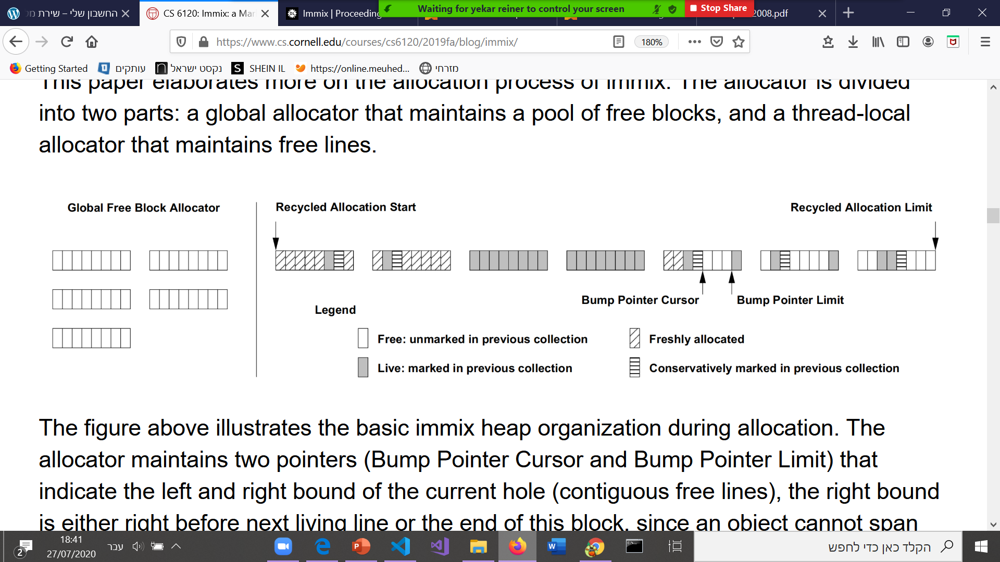 החשבון שלי – שירת
CS 6120: Immix: a Mar
Immix | Proceeding
Waiting for yekar reiner to control your screen
Stop Share
2008.pdf
https://www.cs.cornell.edu/courses/cs6120/2019fa/blog/immix/
180%
Getting Started
עותקים
נקסט ישראל
SHEIN IL
https://online.meuhed...
מזרחי
This paper elaborates more on the allocation process of immix. The allocator is divided
into two parts: a global allocator that maintains a pool of free blocks, and a thread-local
allocator that maintains free lines.
Global Free Block Allocator
Recycled Allocation Start
Recycled Allocation Limit
Bump Pointer Cursor
Bump Pointer Limit
Legend
Free: unmarked in previous collection
Freshly allocated
Live: marked in previous collection
Conservatively marked in previous collection
The figure above illustrates the basic immix heap organization during allocation. The
allocator maintains two pointers (Bump Pointer Cursor and Bump Pointer Limit) that
indicate the left and right bound of the current hole (contiguous free lines), the right bound
is either right before next living line or the end of this block, since an object cannot span
2
18:41
27/07/2020
עבר
הקלד כאן כדי לחפש